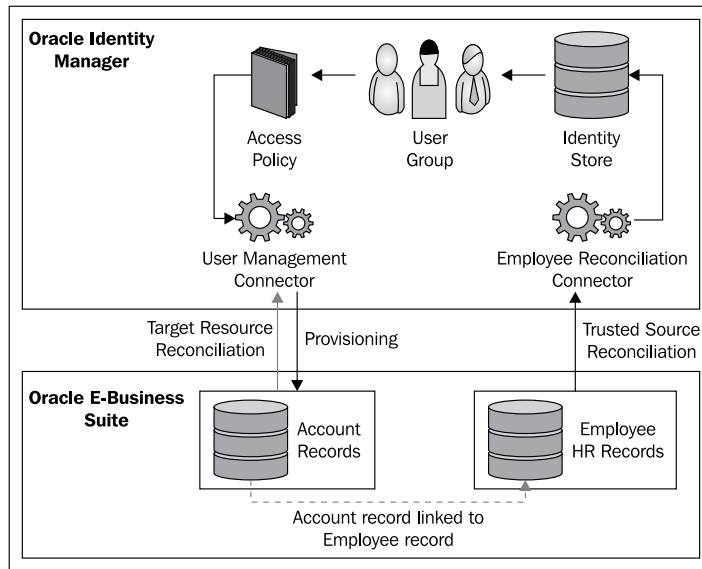 Oracle Identity
Manager
Access
Policy
User
Group
Identity
Store
User Management
Connector
Employee Reconciliation
Connector
Target Resource
Reconciliation
Provisioning
Trusted Source
Reconciliation
Oracle E-Business
Suite
Account
Records
Employee
HR Records
Account record linked to
Employee record